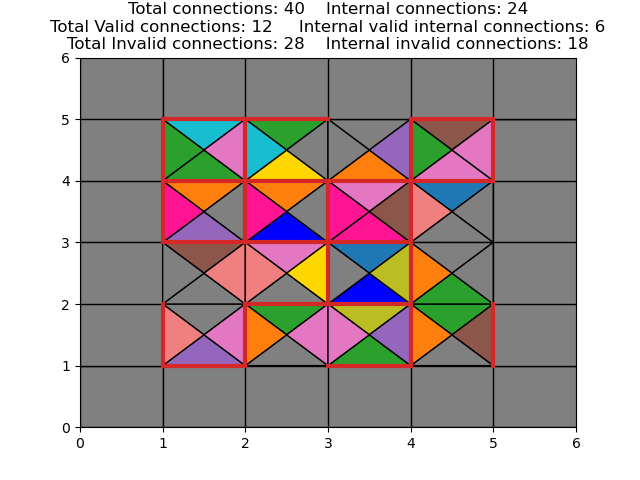 Total connections: 40    Internal connections: 24
Total Valid connections: 12     Internal valid internal connections: 6
Total Invalid connections: 28    Internal invalid connections: 18
6
5
4
3
2
1
0
0 1 2 3 4 5 6